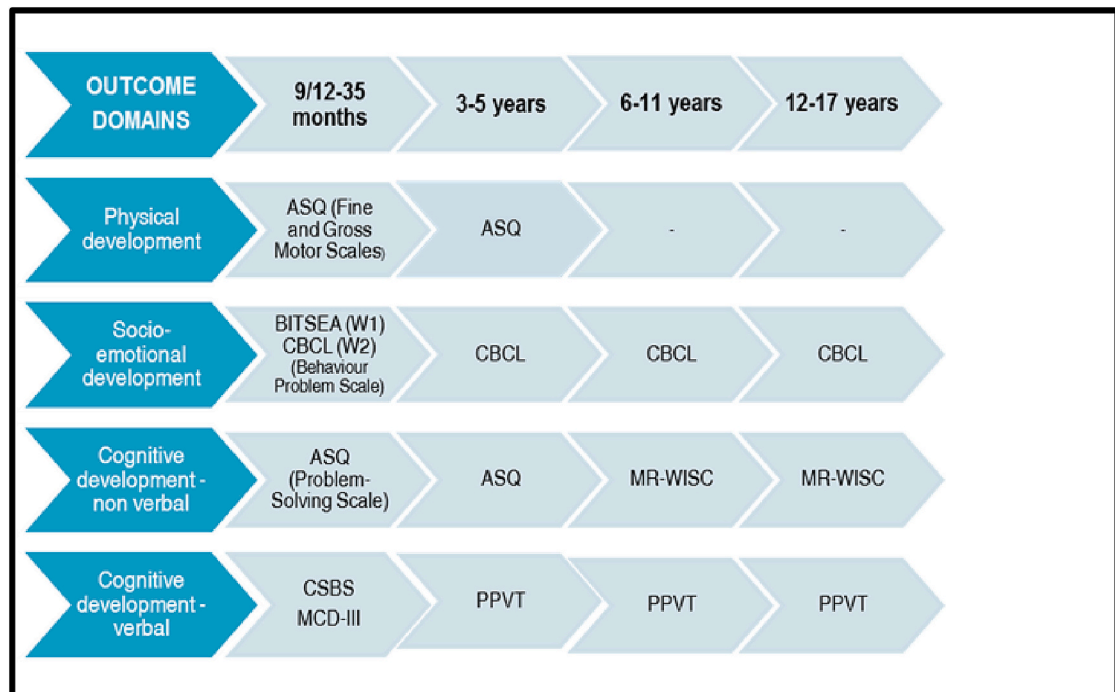 OUTCOME
DOMAINS
9/12-35
months
3-5 years
6-11 years
12-17 years
Physical
development
ASQ (Fine
and Gross
Motor Scales)
ASQ
-
-
Socio-
emotional
development
BITSEA (W1)
CBCL (W2)
(Behaviour
Problem Scale)
CBCL
CBCL
CBCL
Cognitive
development -
non verbal
ASQ
(Problem-
Solving Scale)
ASQ
MR-WISC
MR-WISC
Cognitive
development -
verbal
CSBS
MCD-III
PPVT
PPVT
PPVT